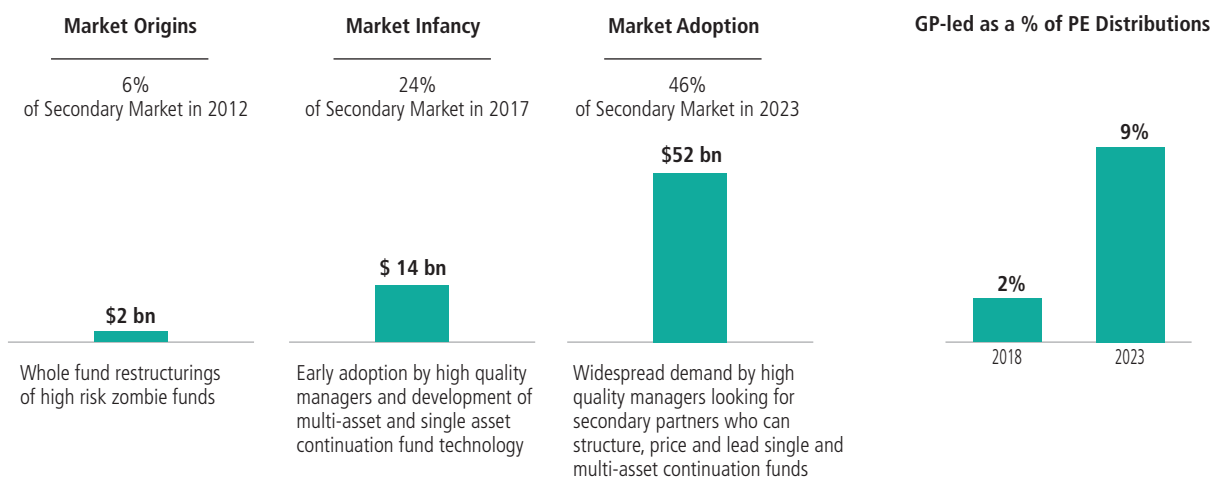 Market Origins
6%
of Secondary Market in 2012
$2 bn
Whole fund restructurings
of high risk zombie funds
Market Infancy
24%
of Secondary Market in 2017
$ 14 bn
Early adoption by high quality
managers and development of
multi-asset and single asset
continuation fund technology
Market Adoption
46%
of Secondary Market in 2023
$52 bn
Widespread demand by high
quality managers looking for
secondary partners who can
structure, price and lead single and
multi-asset continuation funds
GP-led as a % of PE Distributions
2%
9%
2018
2023